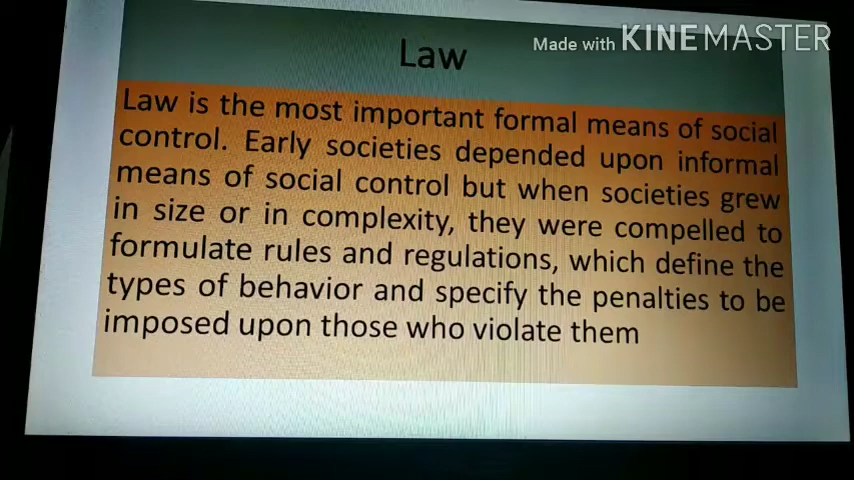 Law
Made with KINEMASTER
Law is the most important formal means of social
control. Early societies depended upon informal
means of social control but when societies grew
in size or in complexity, they were compelled to
formulate rules and regulations, which define the
types of behavior and specify the penalties to be
imposed upon those who violate them